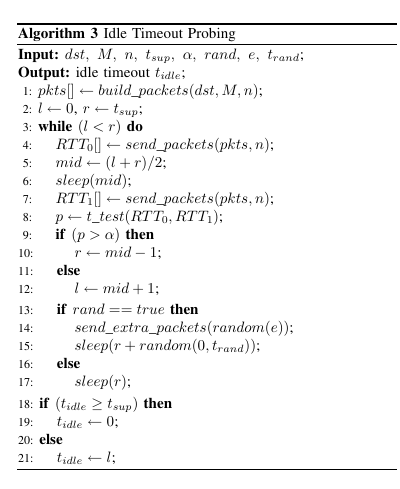 Algorithm 3 Idle Timeout Probing
Input: dst, M, n, t_sup, α, rand, e, t_rand;
Output: idle timeout t_idle;
1: pkts[] ← build_packets(dst, M, n);
2: l ← 0, r ← t_sup;
3: while (l < r) do
4: RTT_0[] ← send_packets(pkts, n);
5: mid ← (l + r)/2;
6: sleep(mid);
7: RTT_1[] ← send_packets(pkts, n);
8: p ← t_test(RTT_0, RTT_1);
9: if (p > α) then
10: r ← mid − 1;
11: else
12: l ← mid + 1;
13: if rand == true then
14: send_extra_packets(random(e));
15: sleep(r + random(0, t_rand));
16: else
17: sleep(r);
18: if (t_idle ≥ t_sup) then
19: t_idle ← 0;
20: else
21: t_idle ← l;